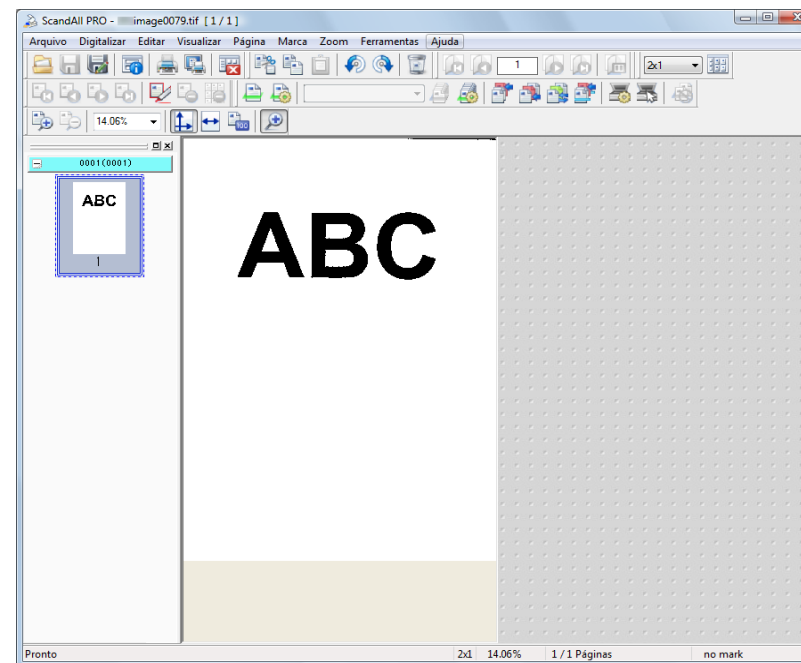 ScandAll PRO - image0079.tif [ 1 / 1 ]
Arquivo Digitalizar Editar Visualizar Página Marca Zoom Ferramentas Ajuda
1 2x1
14.06%
0001(0001)
ABC
1
ABC
Pronto 2x1 14.06% 1 / 1 Páginas no mark